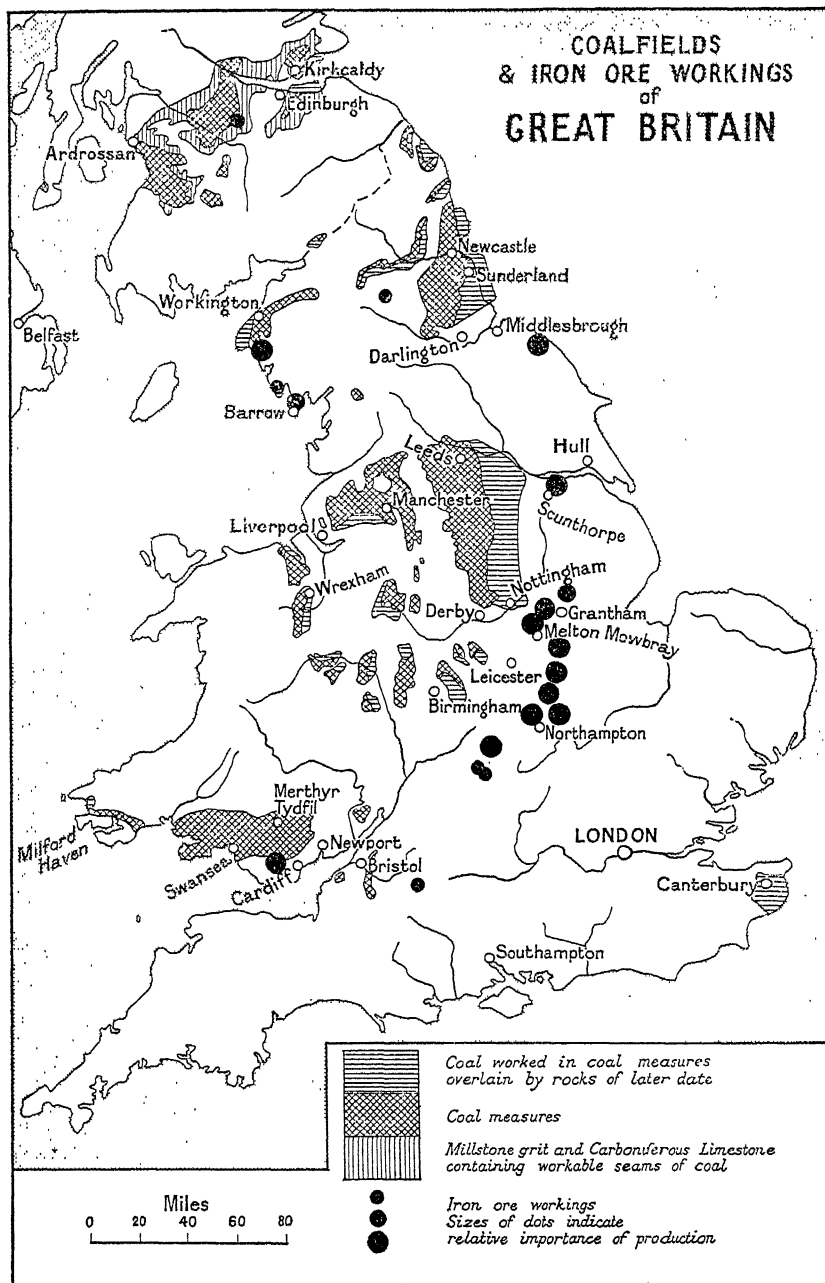 COALFIELDS
& IRON ORE WORKINGS
of
GREAT BRITAIN
Kirkcaldy
Edinburgh
Ardrossan
Newcastle
Sunderland
Workington
Belfast
Middlesbrough
Darlington
Barrow
Leeds
Hull
Manchester
Scunthorpe
Liverpool
Wrexham
Nottingham
Derby
Grantham
Melton Mowbray
Leicester
Birmingham
Northampton
Merthyr
Tydfil
Milford
Haven
Newport
LONDON
Swansea
Cardiff
Bristol
Canterbury
Southampton
Coal worked in coal measures
overlain by rocks of later date
Coal measures
Millstone grit and Carboniferous Limestone
containing workable seams of coal
Miles
0 20 40 60 80
Iron ore workings
Sizes of dots indicate
relative importance of production